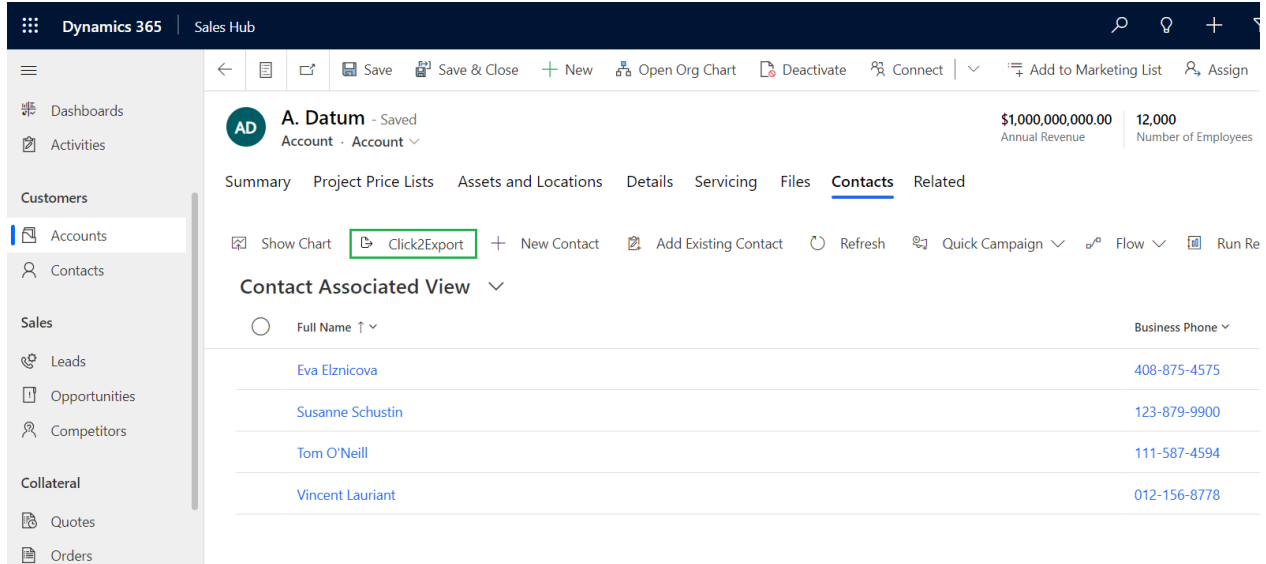 Dynamics 365 Sales Hub
Save Save & Close New Open Org Chart Deactivate Connect Add to Marketing List Assign
Dashboards
Activities
Customers
Accounts
Contacts
Sales
Leads
Opportunities
Competitors
Collateral
Quotes
Orders
AD
A. Datum - Saved
Account · Account
$1,000,000,000.00
Annual Revenue
12,000
Number of Employees
Summary Project Price Lists Assets and Locations Details Servicing Files Contacts Related
Show Chart Click2Export New Contact Add Existing Contact Refresh Quick Campaign Flow Run Re
Contact Associated View
Full Name ↑ Business Phone
Eva Elznicova 408-875-4575
Susanne Schustin 123-879-9900
Tom O'Neill 111-587-4594
Vincent Lauriant 012-156-8778